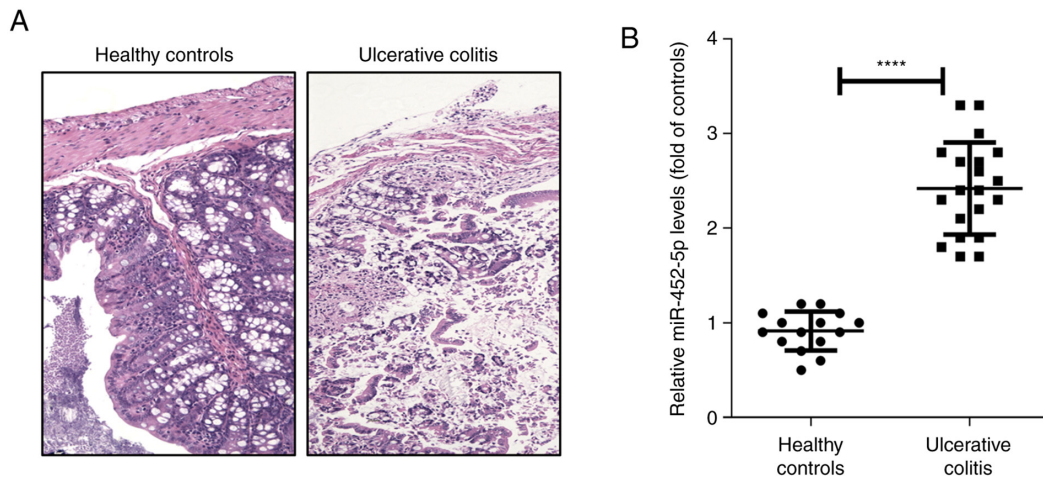 A
Healthy controls
Ulcerative colitis
B
Relative miR-452-5p levels (fold of controls)
4
3
2
1
0
****
Healthy
controls
Ulcerative
colitis